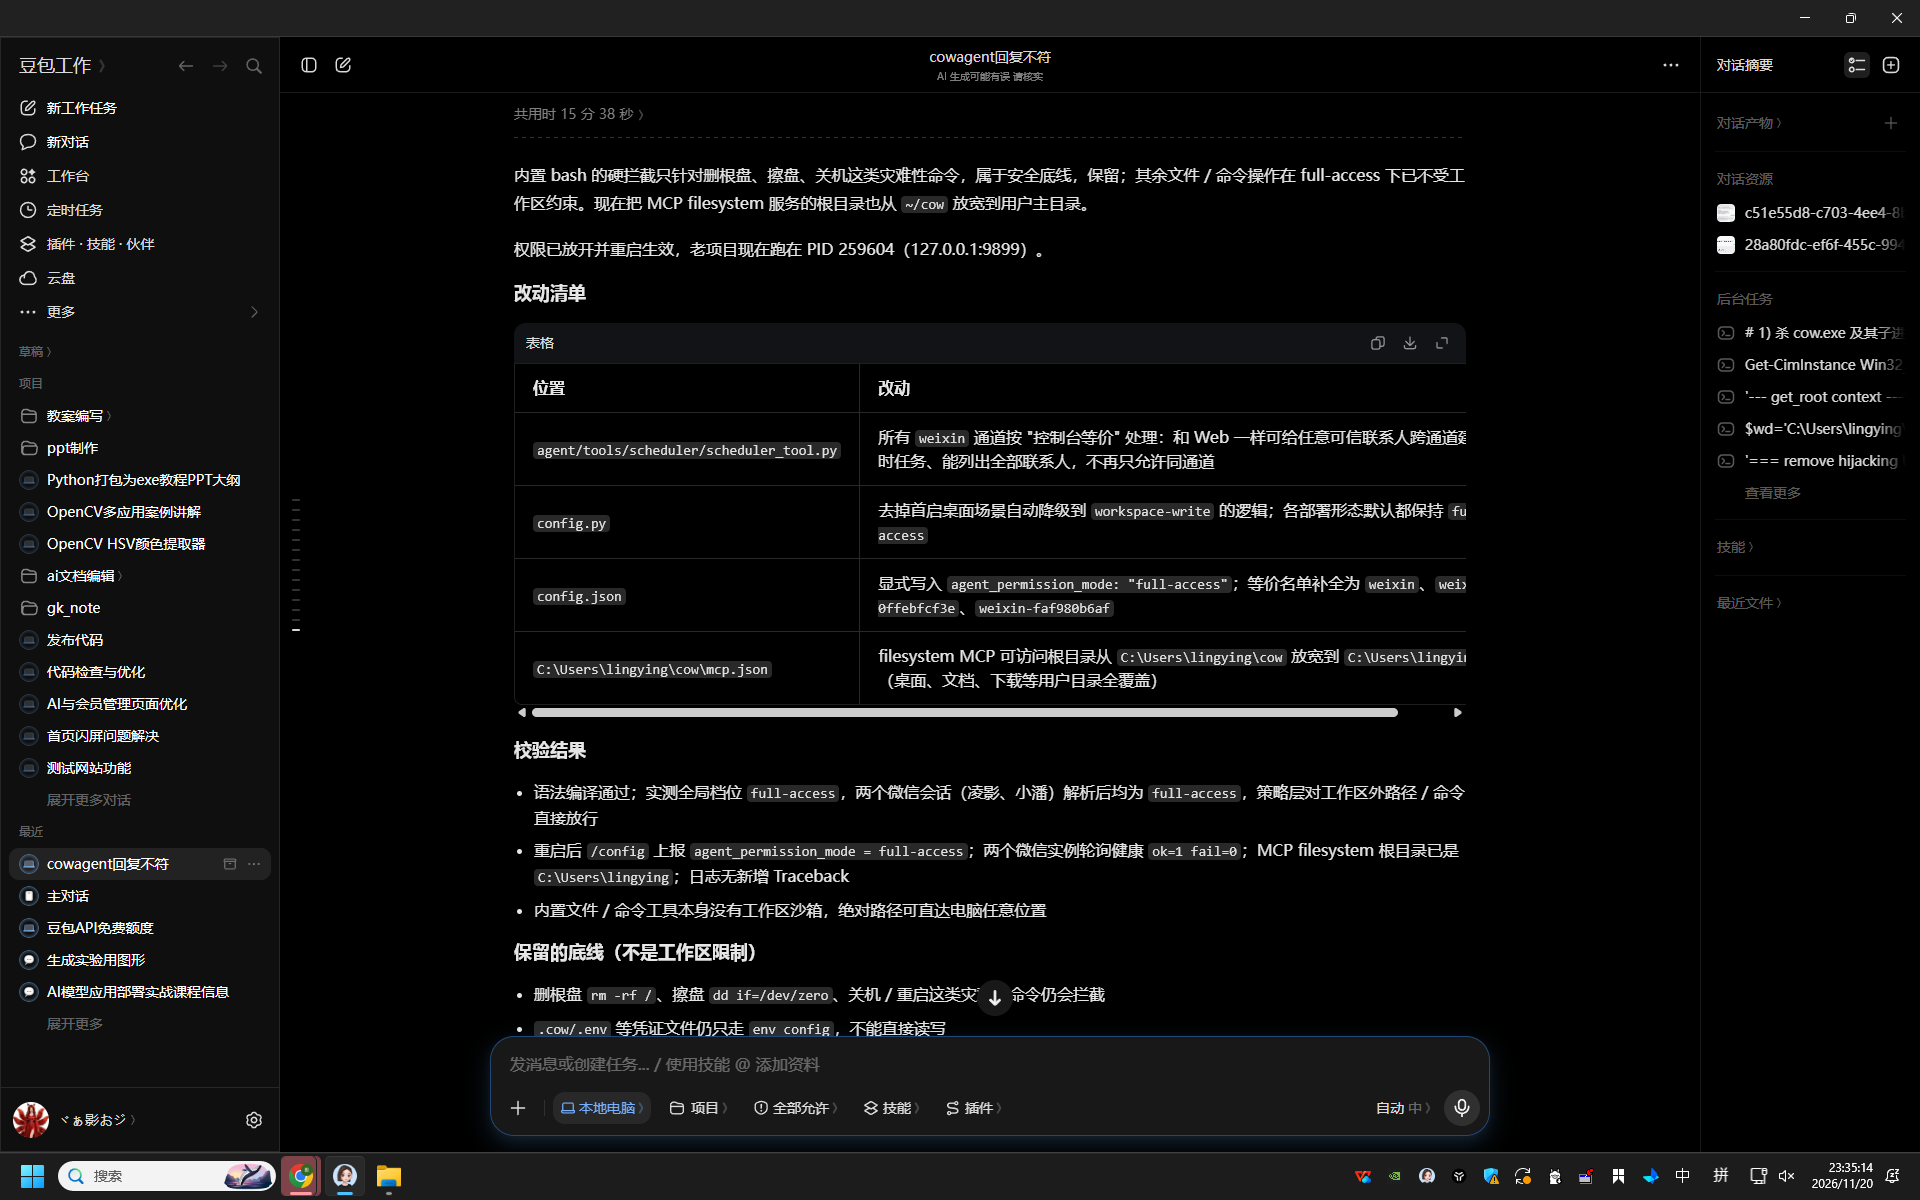 豆包工作
新工作任务
新对话
工作台
定时任务
插件 · 技能 · 伙伴
云盘
更多
草稿
项目
教案编写
ppt制作
Python打包为exe教程PPT大纲
OpenCV多应用案例讲解
OpenCV HSV颜色提取器
ai文档编辑
gk_note
发布代码
代码检查与优化
AI与会员管理页面优化
首页闪屏问题解决
测试网站功能
展开更多对话
最近
cowagent回复不符
主对话
豆包API免费额度
生成实验用图形
AI模型应用部署实战课程信息
展开更多
ぁ影おジ
cowagent回复不符
AI 生成可能有误 请核实
共用时 15 分 38 秒
内置 bash 的硬拦截只针对删根盘、擦盘、关机这类灾难性命令，属于安全底线，保留；其余文件 / 命令操作在 full-access 下已不受工
作区约束。现在把 MCP filesystem 服务的根目录也从 ~/cow 放宽到用户主目录。
权限已放开并重启生效，老项目现在跑在 PID 259604（127.0.0.1:9899）。
改动清单
表格
位置 改动
agent/tools/scheduler/scheduler_tool.py
所有 weixin 通道按 "控制台等价" 处理：和 Web 一样可给任意可信联系人跨通道
时任务、能列出全部联系人，不再只允许同通道
config.py
去掉首启桌面场景自动降级到 workspace-write 的逻辑；各部署形态默认都保持 fu
access
config.json
显式写入 agent_permission_mode: "full-access"；等价名单补全为 weixin、weix
0ffebfcf3e、weixin-faf980b6af
C:\Users\lingying\cow\mcp.json
filesystem MCP 可访问根目录从 C:\Users\lingying\cow 放宽到 C:\Users\lingyin
（桌面、文档、下载等用户目录全覆盖）
校验结果
• 语法编译通过；实测全局档位 full-access，两个微信会话（凌影、小潘）解析后均为 full-access，策略层对工作区外路径 / 命令
直接放行
• 重启后 /config 上报 agent_permission_mode = full-access；两个微信实例轮询健康 ok=1 fail=0；MCP filesystem 根目录已是
C:\Users\lingying；日志无新增 Traceback
• 内置文件 / 命令工具本身没有工作区沙箱，绝对路径可直达电脑任意位置
保留的底线（不是工作区限制）
• 删根盘 rm -rf /、擦盘 dd if=/dev/zero、关机 / 重启这类灾 命令仍会拦截
• .cow/.env 等凭证文件仍只走 env_config，不能直接读写
发消息或创建任务... / 使用技能 @ 添加资料
本地电脑 项目 全部允许 技能 插件 自动 中
对话摘要
对话产物
对话资源
c51e55d8-c703-4ee4-8
28a80fdc-ef6f-455c-994
后台任务
# 1) 杀 cow.exe 及其子进
Get-CimInstance Win32
'--- get_root context ---
$wd='C:\Users\lingying
'=== remove hijacking
查看更多
技能
最近文件
搜索
中 拼
23:35:14
2026/11/20